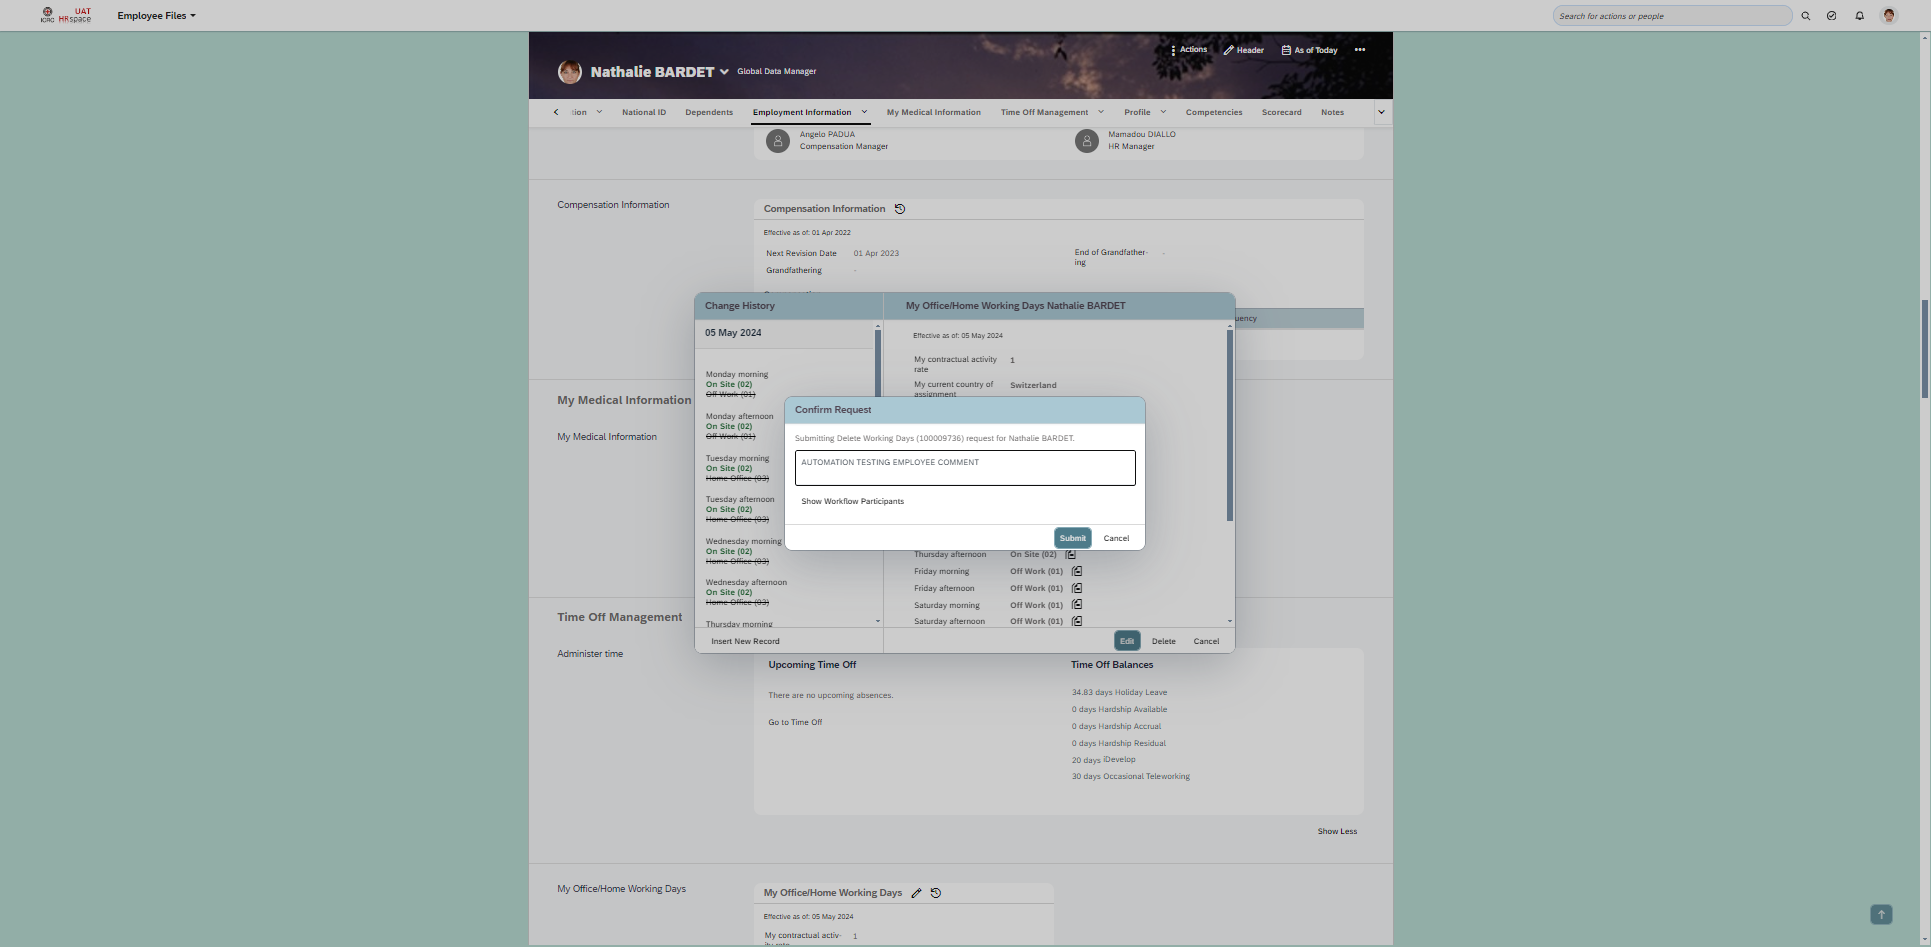 ICRC
UAT
HRspace
Employee Files
Search for actions or people
Nathalie BARDET
Global Data Manager
Actions
Header
As of Today
tion
National ID
Dependents
Employment Information
My Medical Information
Time Off Management
Profile
Competencies
Scorecard
Notes
Angelo PADUA
Compensation Manager
Mamadou DIALLO
HR Manager
Compensation Information
Compensation Information
Effective as of: 01 Apr 2022
Next Revision Date
01 Apr 2023
End of Grandfather-
ing
-
Grandfathering
-
uency
Change History
05 May 2024
Monday morning
On Site (02)
Off Work (01)
Monday afternoon
On Site (02)
Off Work (01)
Tuesday morning
On Site (02)
Home Office (03)
Tuesday afternoon
On Site (02)
Home Office (03)
Wednesday morning
On Site (02)
Home Office (03)
Wednesday afternoon
On Site (02)
Home Office (03)
Thursday morning
Insert New Record
My Office/Home Working Days Nathalie BARDET
Effective as of: 05 May 2024
My contractual activity
rate
1
My current country of
assignment
Switzerland
Confirm Request
Submitting Delete Working Days (100009736) request for Nathalie BARDET.
AUTOMATION TESTING EMPLOYEE COMMENT
Show Workflow Participants
Submit
Cancel
Thursday afternoon
On Site (02)
Friday morning
Off Work (01)
Friday afternoon
Off Work (01)
Saturday morning
Off Work (01)
Saturday afternoon
Off Work (01)
Edit
Delete
Cancel
My Medical Information
My Medical Information
Time Off Management
Administer time
Upcoming Time Off
There are no upcoming absences.
Go to Time Off
Time Off Balances
34.83 days Holiday Leave
0 days Hardship Available
0 days Hardship Accrual
0 days Hardship Residual
20 days iDevelop
30 days Occasional Teleworking
Show Less
My Office/Home Working Days
My Office/Home Working Days
Effective as of: 05 May 2024
My contractual activ-
ity rate
1